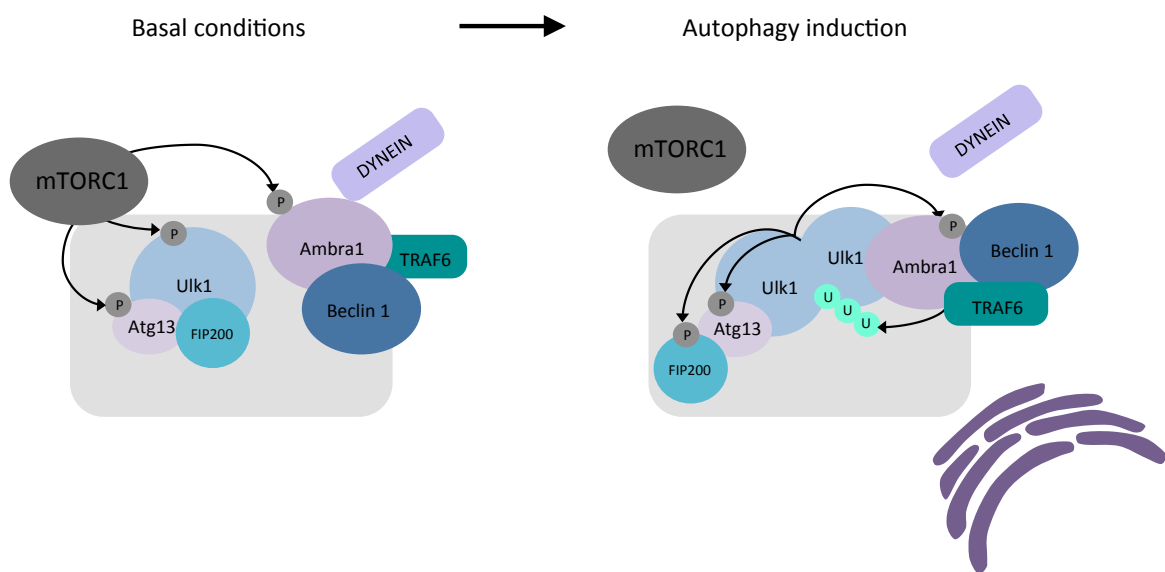 Basal conditions
Autophagy induction
mTORC1
DYNEIN
P
P
Ambra1
TRAF6
Ulk1
P
Beclin 1
Atg13
FIP200
mTORC1
DYNEIN
P
Beclin 1
Ulk1
Ambra1
Ulk1
U
U
U
TRAF6
P
Atg13
P
FIP200